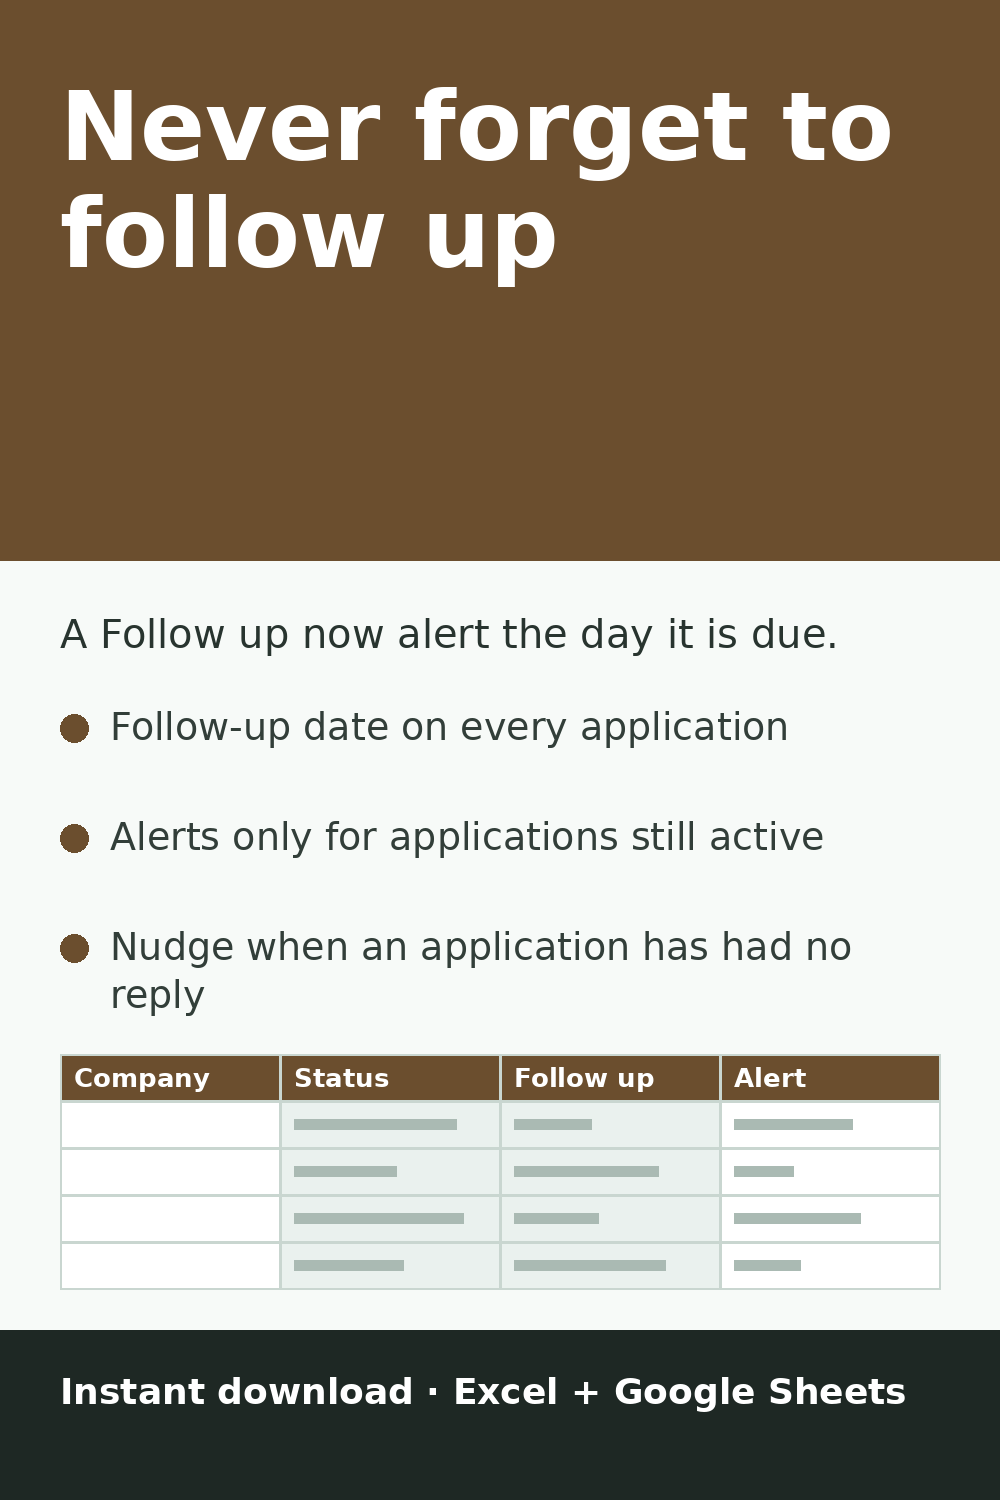 Never forget to
follow up
A Follow up now alert the day it is due.
Follow-up date on every application
Alerts only for applications still active
Nudge when an application has had no
reply
Company Status Follow up Alert
Instant download · Excel + Google Sheets